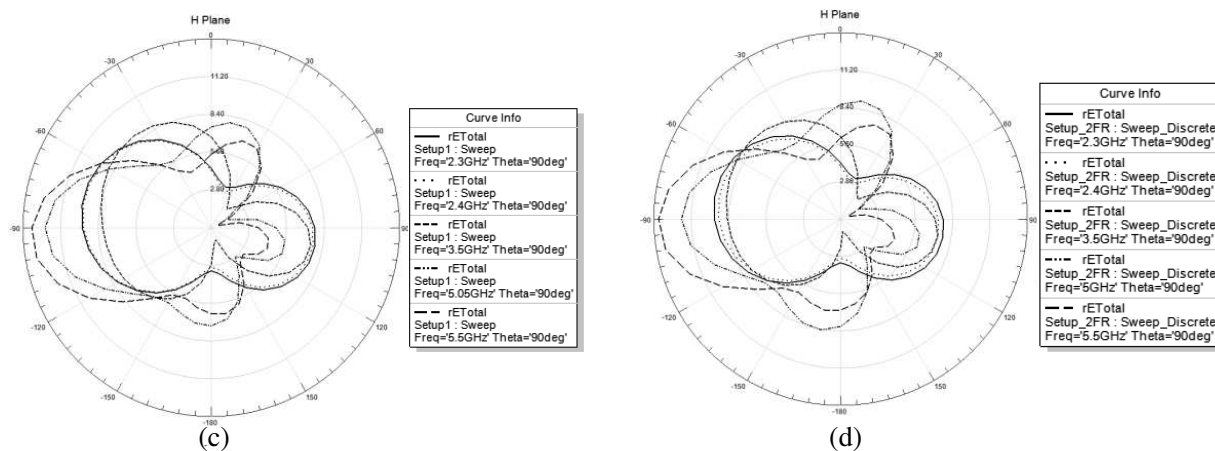 H Plane
0
30
60
90
120
150
-180
-150
-120
-90
-60
-30
11.20
8.40
2.80
Curve Info
rETotal
Setup1 : Sweep
Freq='2.3GHz' Theta='90deg'
rETotal
Setup1 : Sweep
Freq='2.4GHz' Theta='90deg'
rETotal
Setup1 : Sweep
Freq='3.5GHz' Theta='90deg'
rETotal
Setup1 : Sweep
Freq='5.05GHz' Theta='90deg'
rETotal
Setup1 : Sweep
Freq='5.5GHz' Theta='90deg'
(c)
H Plane
0
30
60
90
120
150
-180
-150
-120
-90
-60
-30
11.20
8.40
5.60
2.80
Curve Info
rETotal
Setup_2FR : Sweep_Discrete
Freq='2.3GHz' Theta='90deg'
rETotal
Setup_2FR : Sweep_Discrete
Freq='2.4GHz' Theta='90deg'
rETotal
Setup_2FR : Sweep_Discrete
Freq='3.5GHz' Theta='90deg'
rETotal
Setup_2FR : Sweep_Discrete
Freq='5GHz' Theta='90deg'
rETotal
Setup_2FR : Sweep_Discrete
Freq='5.5GHz' Theta='90deg'
(d)